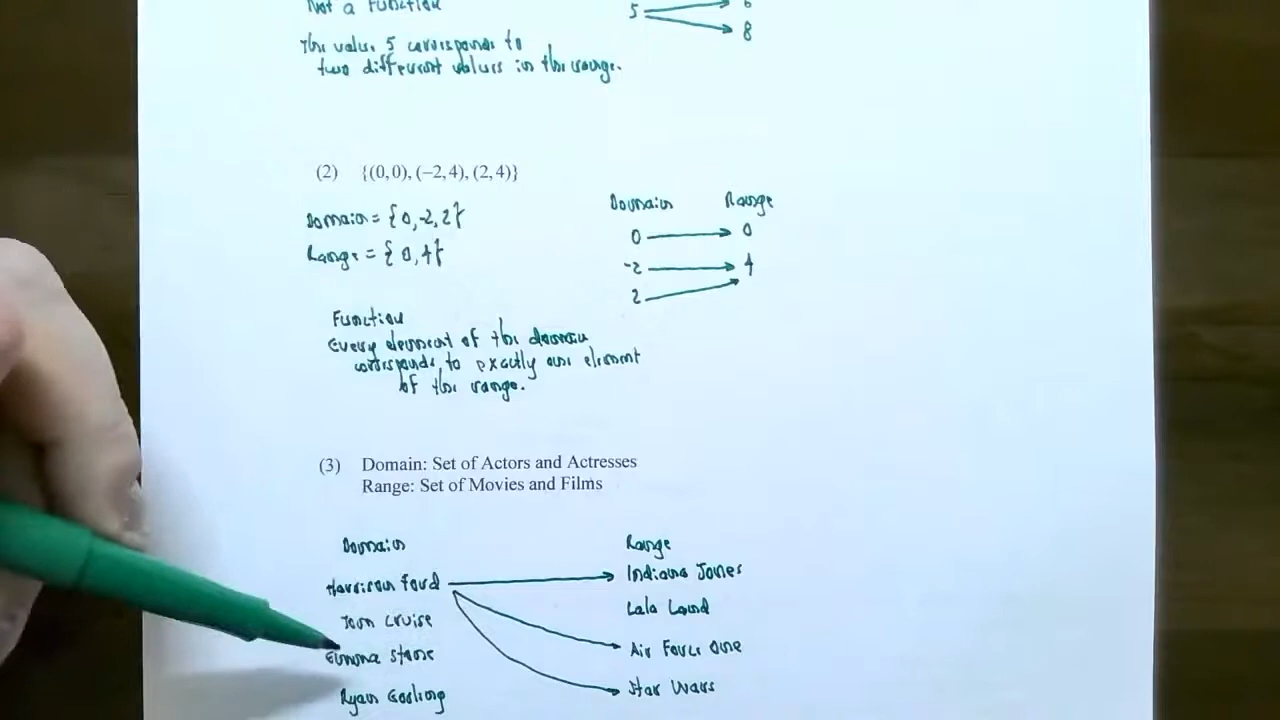 Not a Function
5
8
The value 5 corresponds to
two different values in the range.
(2) {(0,0), (−2,4), (2,4)}
Domain Range
Domain = {0,-2,2}
0 0
Range = {0,4}
-2 4
2
Function
Every element of the domain
corresponds to exactly one element
of the range.
(3) Domain: Set of Actors and Actresses
Range: Set of Movies and Films
Domain Range
Harrison Ford Indiana Jones
Tom Cruise Lala Land
Emma Stone Air Force One
Ryan Gosling Star Wars